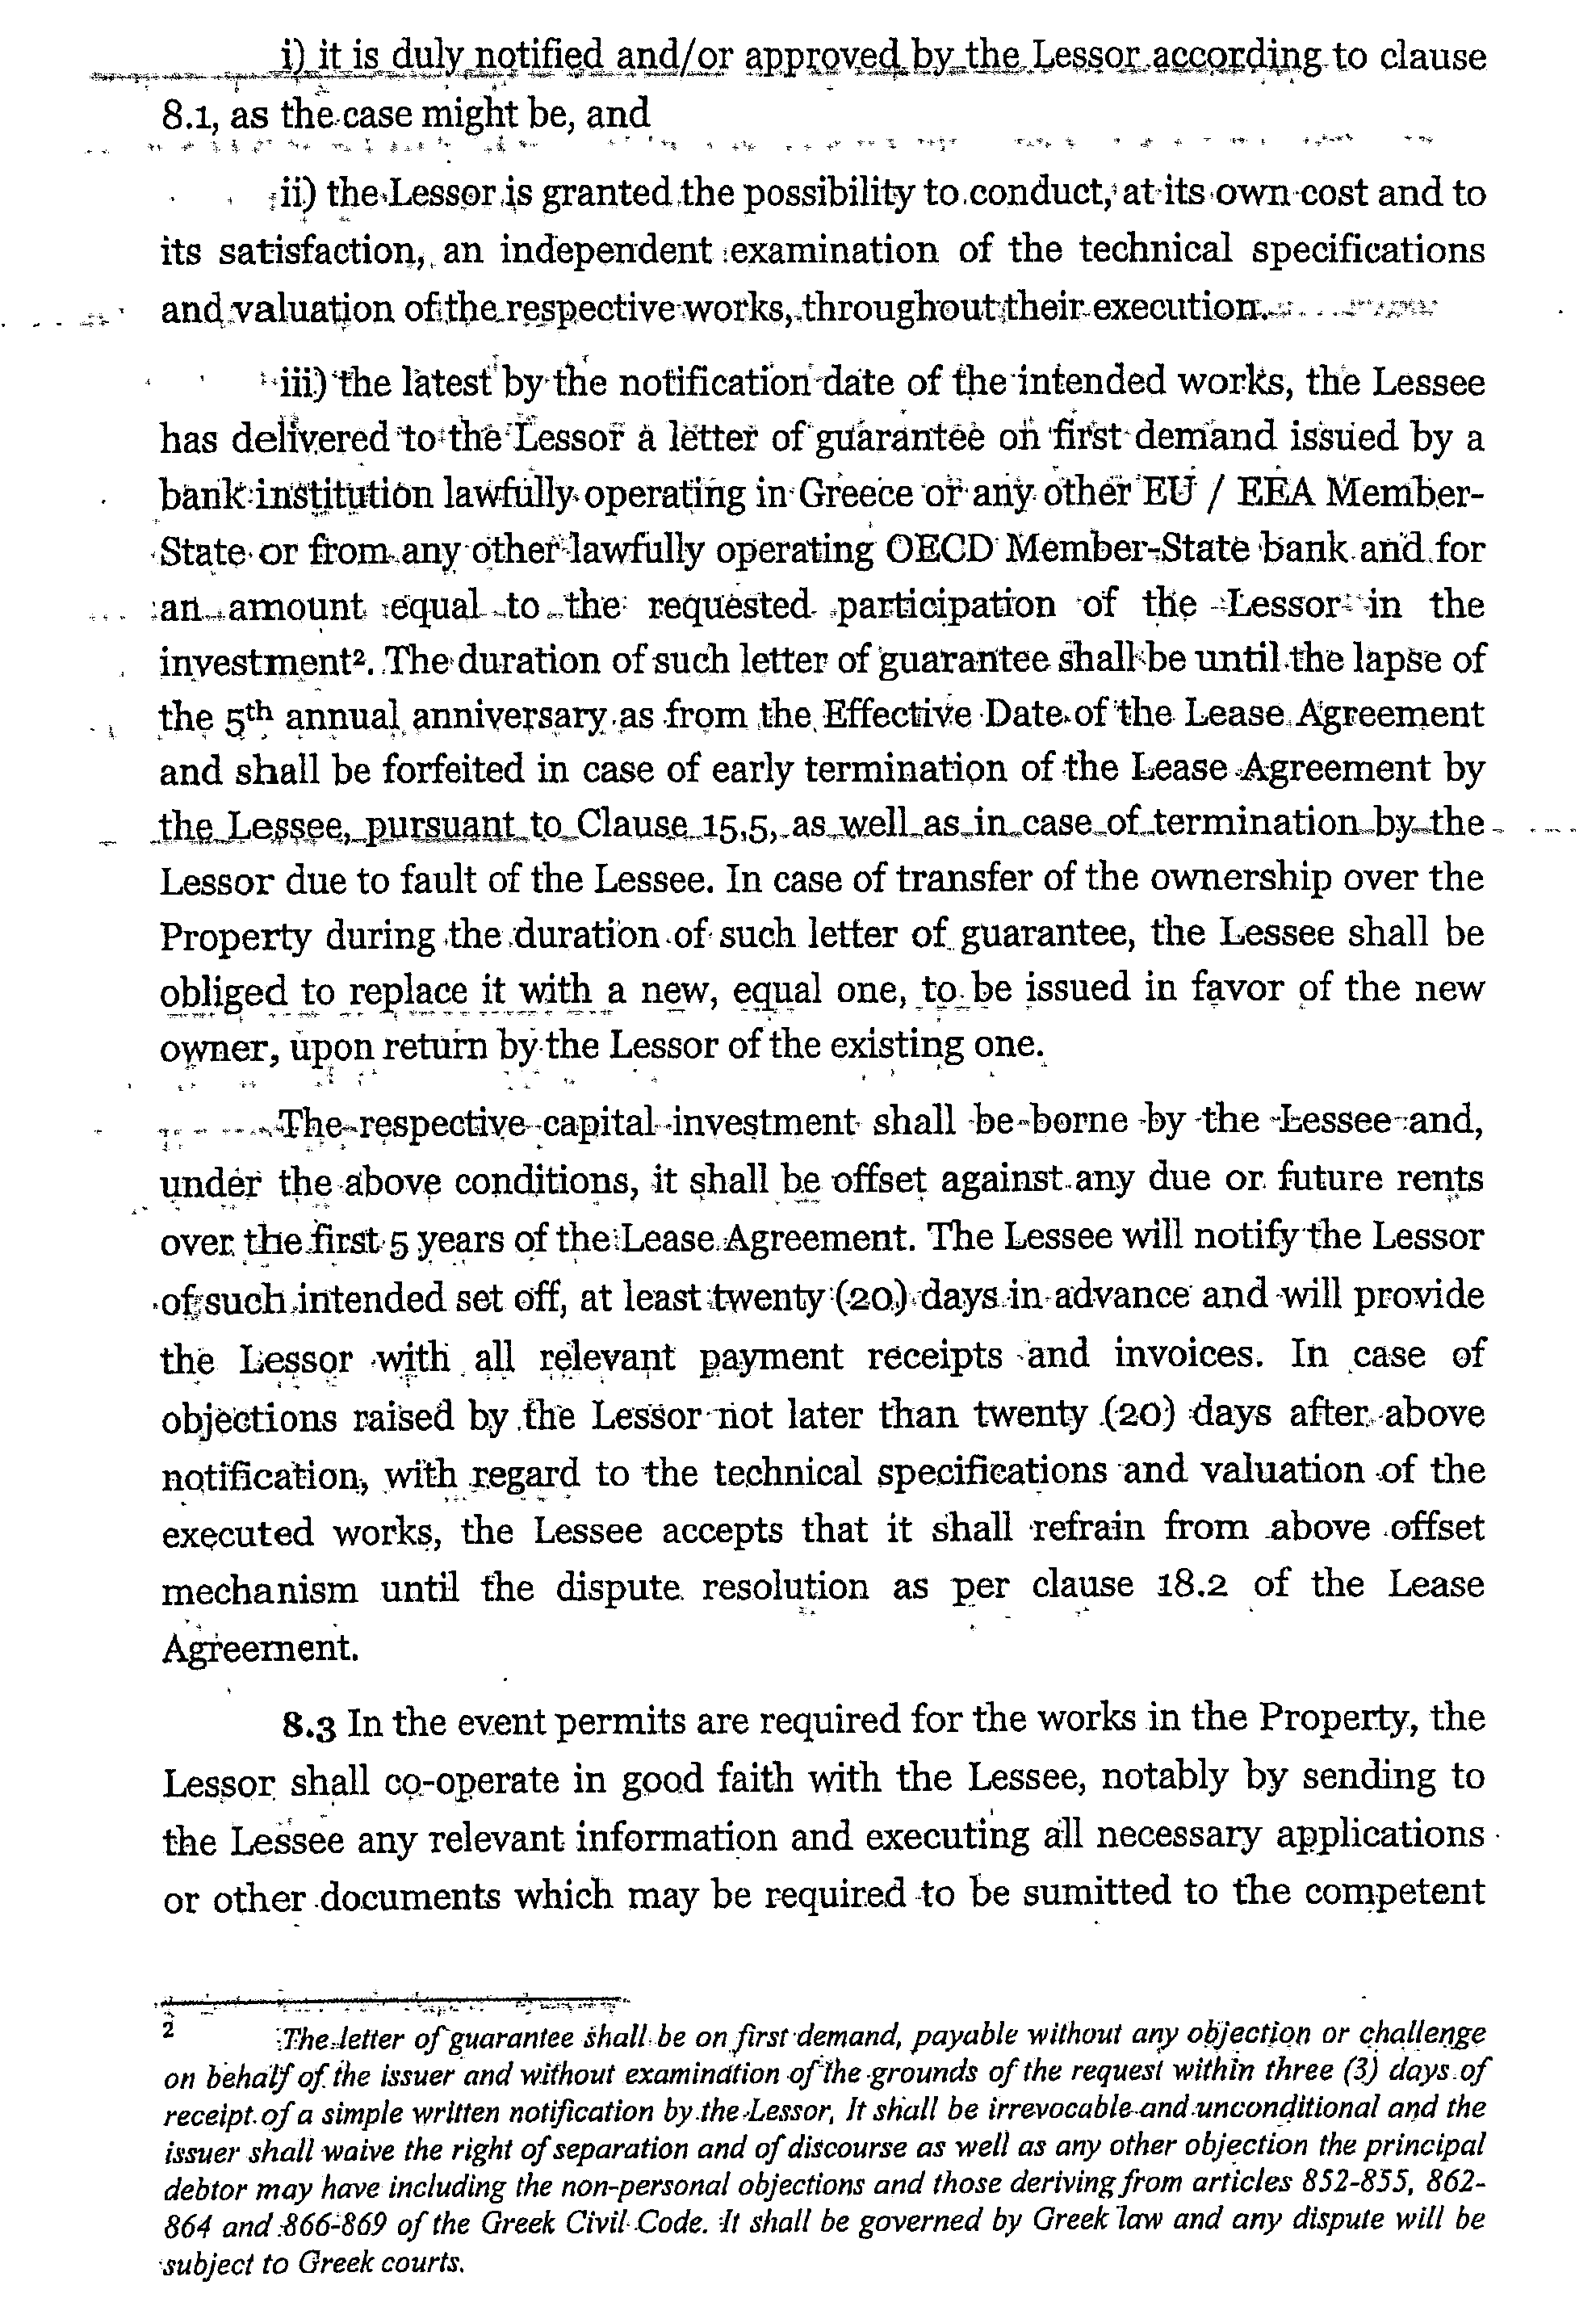 i) it is duly notified and/or approved by the Lessor according to clause
8.1, as the case might be, and
ii) the Lessor is granted the possibility to conduct, at its own cost and to
its satisfaction, an independent examination of the technical specifications
and valuation of the respective works, throughout their execution.
iii) the latest by the notification date of the intended works, the Lessee
has delivered to the Lessor a letter of guarantee on first demand issued by a
bank institution lawfully operating in Greece or any other EU / EEA Member-
State or from any other lawfully operating OECD Member-State bank and for
an amount equal to the requested participation of the Lessor in the
investment². The duration of such letter of guarantee shall be until the lapse of
the 5th annual anniversary as from the Effective Date of the Lease Agreement
and shall be forfeited in case of early termination of the Lease Agreement by
the Lessee, pursuant to Clause 15.5, as well as in case of termination by the
Lessor due to fault of the Lessee. In case of transfer of the ownership over the
Property during the duration of such letter of guarantee, the Lessee shall be
obliged to replace it with a new, equal one, to be issued in favor of the new
owner, upon return by the Lessor of the existing one.
The respective capital investment shall be borne by the Lessee and,
under the above conditions, it shall be offset against any due or future rents
over the first 5 years of the Lease Agreement. The Lessee will notify the Lessor
of such intended set off, at least twenty (20) days in advance and will provide
the Lessor with all relevant payment receipts and invoices. In case of
objections raised by the Lessor not later than twenty (20) days after above
notification, with regard to the technical specifications and valuation of the
executed works, the Lessee accepts that it shall refrain from above offset
mechanism until the dispute resolution as per clause 18.2 of the Lease
Agreement.
8.3 In the event permits are required for the works in the Property, the
Lessor shall co-operate in good faith with the Lessee, notably by sending to
the Lessee any relevant information and executing all necessary applications
or other documents which may be required to be sumitted to the competent
2 The letter of guarantee shall be on first demand, payable without any objection or challenge
on behalf of the issuer and without examination of the grounds of the request within three (3) days of
receipt of a simple written notification by the Lessor. It shall be irrevocable and unconditional and the
issuer shall waive the right of separation and of discourse as well as any other objection the principal
debtor may have including the non-personal objections and those deriving from articles 852-855, 862-
864 and 866-869 of the Greek Civil Code. It shall be governed by Greek law and any dispute will be
subject to Greek courts.